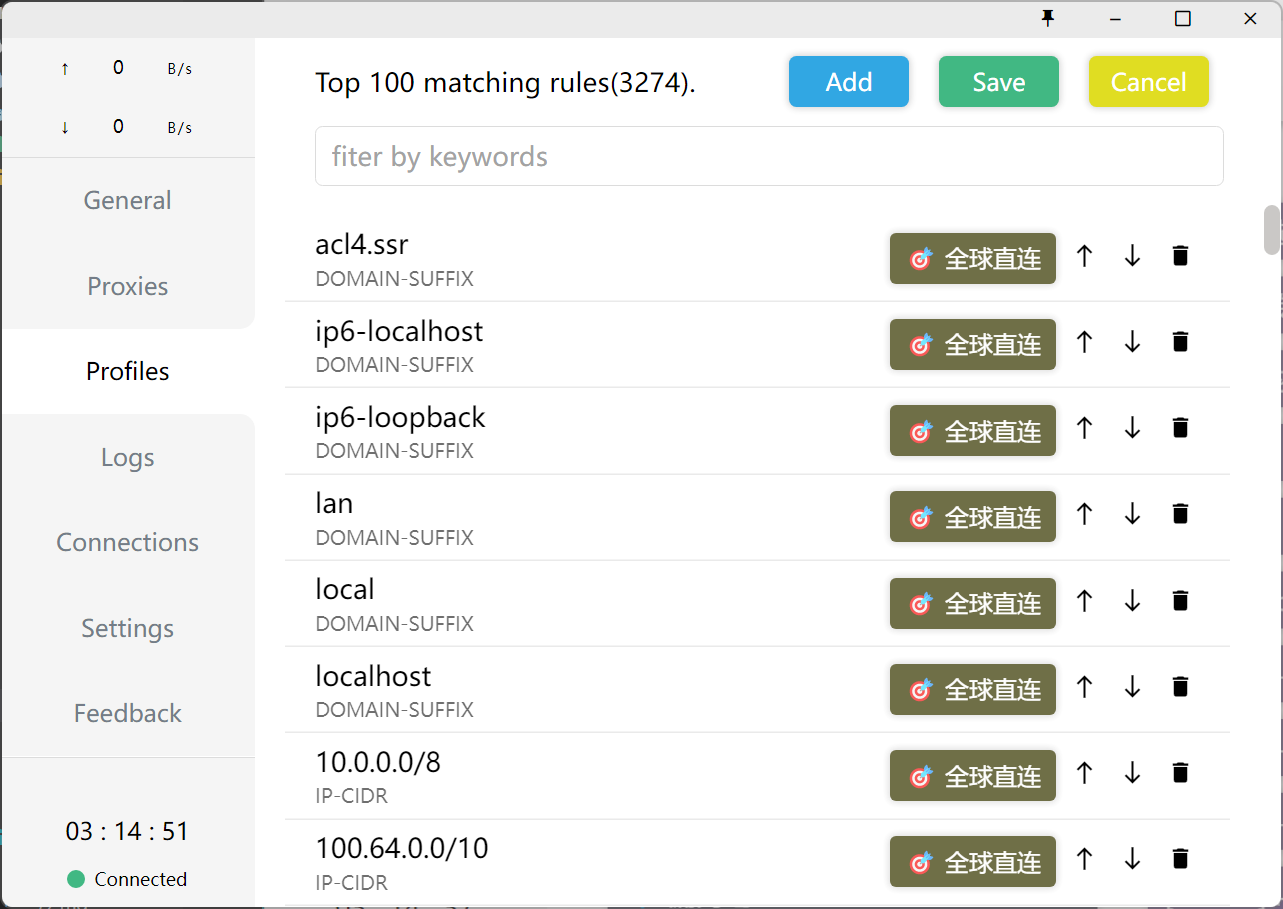 ↑ 0 B/s
↓ 0 B/s
General
Proxies
Profiles
Logs
Connections
Settings
Feedback
03 : 14 : 51
Connected
Top 100 matching rules(3274).
Add
Save
Cancel
fiter by keywords
acl4.ssr
DOMAIN-SUFFIX
🎯 全球直连
ip6-localhost
DOMAIN-SUFFIX
🎯 全球直连
ip6-loopback
DOMAIN-SUFFIX
🎯 全球直连
lan
DOMAIN-SUFFIX
🎯 全球直连
local
DOMAIN-SUFFIX
🎯 全球直连
localhost
DOMAIN-SUFFIX
🎯 全球直连
10.0.0.0/8
IP-CIDR
🎯 全球直连
100.64.0.0/10
IP-CIDR
🎯 全球直连